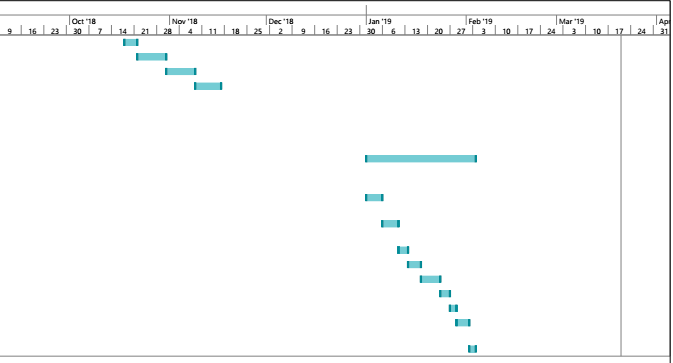 Oct '18 Nov '18 Dec '18 Jan '19 Feb '19 Mar '19 Apr
9 16 23 30 7 14 21 28 4 11 18 25 2 9 16 23 30 6 13 20 27 3 10 17 24 3 10 17 24 31